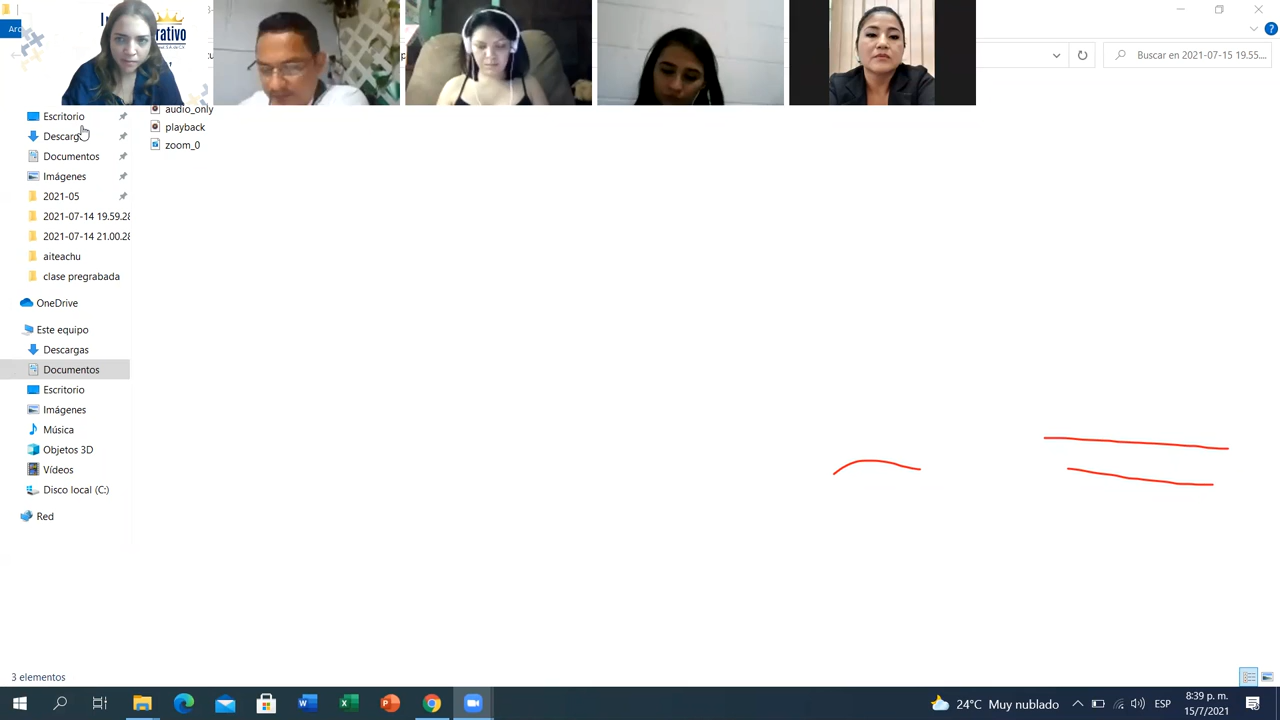 Buscar en 2021-07-15 19.55...
audio_only
playback
zoom_0
Escritorio
Documentos
Imágenes
2021-05
2021-07-14 19.59.28
2021-07-14 21.00.28
aiteachu
clase pregrabada
OneDrive
Este equipo
Descargas
Documentos
Escritorio
Imágenes
Música
Objetos 3D
Vídeos
Disco local (C:)
Red
3 elementos
24°C Muy nublado
ESP
8:39 p. m.
15/7/2021